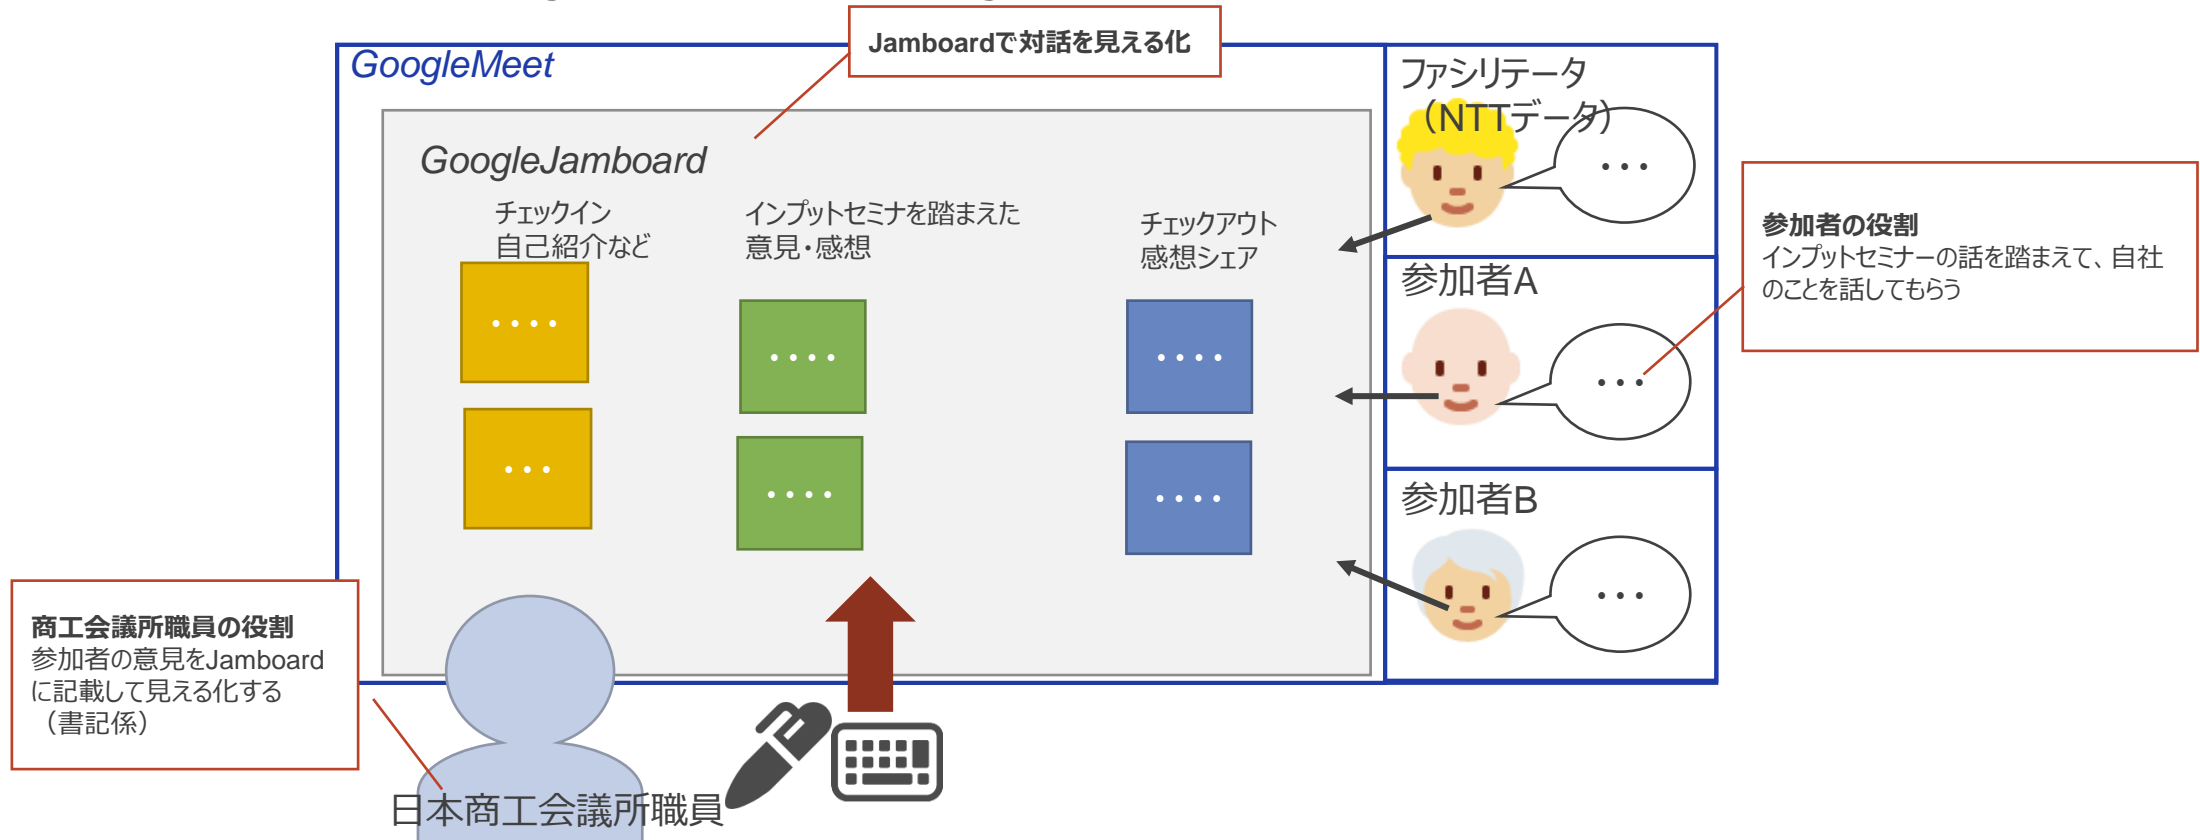 Jamboardで対話を見える化
GoogleMeet
GoogleJamboard
チェックイン
自己紹介など
インプットセミナを踏まえた
意見・感想
チェックアウト
感想シェア
・・・・
・・・
・・・・
・・・・
・・・・
・・・・
ファシリテータ
（NTTデータ）
・・・
参加者A
・・・
参加者B
・・・
参加者の役割
インプットセミナーの話を踏まえて、自社
のことを話してもらう
商工会議所職員の役割
参加者の意見をJamboard
に記載して見える化する
（書記係）
日本商工会議所職員